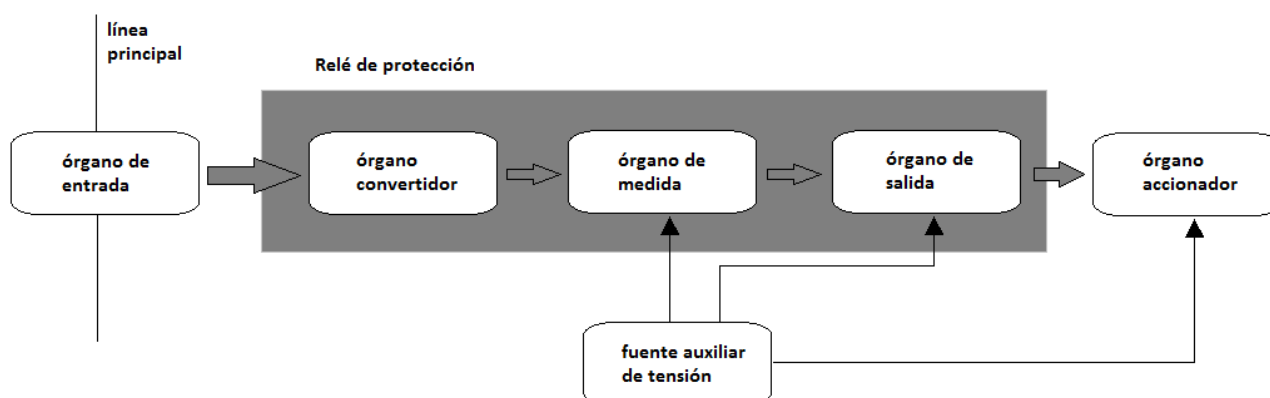 línea
principal
Relé de protección
órgano de
entrada
órgano
convertidor
órgano de
medida
órgano de
salida
órgano
accionador
fuente auxiliar
de tensión